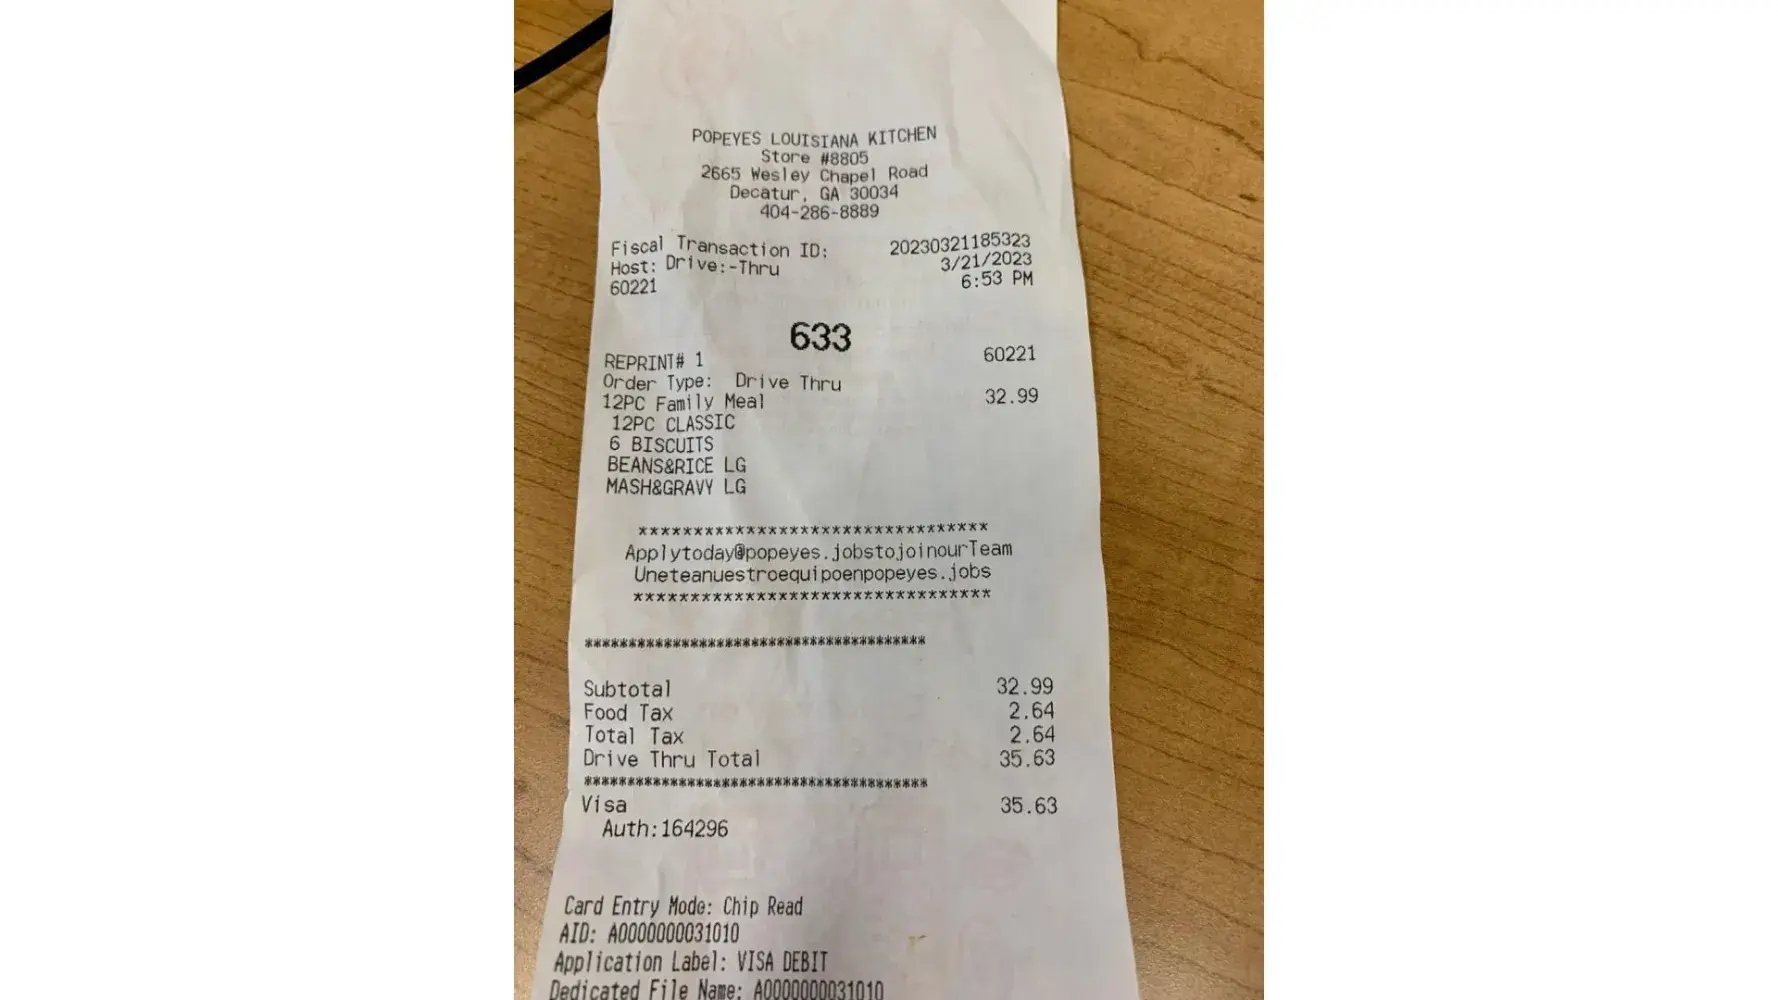 POPEYES LOUISIANA KITCHEN
Store #8805
2665 Wesley Chapel Road
Decatur, GA 30034
404-286-8889
Fiscal Transaction ID: 20230321185323
Host: Drive:-Thru 3/21/2023
60221 6:53 PM
633
REPRINT# 1 60221
Order Type: Drive Thru
12PC Family Meal 32.99
12PC CLASSIC
6 BISCUITS
BEANS&RICE LG
MASH&GRAVY LG
**********************************
Applytoday@popeyes.jobstojoinourTeam
Uneteanuestroequipoenpopeyes.jobs
**********************************
***************************************
Subtotal 32.99
Food Tax 2.64
Total Tax 2.64
Drive Thru Total 35.63
***************************************
Visa 35.63
Auth:164296
Card Entry Mode: Chip Read
AID: A0000000031010
Application Label: VISA DEBIT
Dedicated File Name: A0000000031010